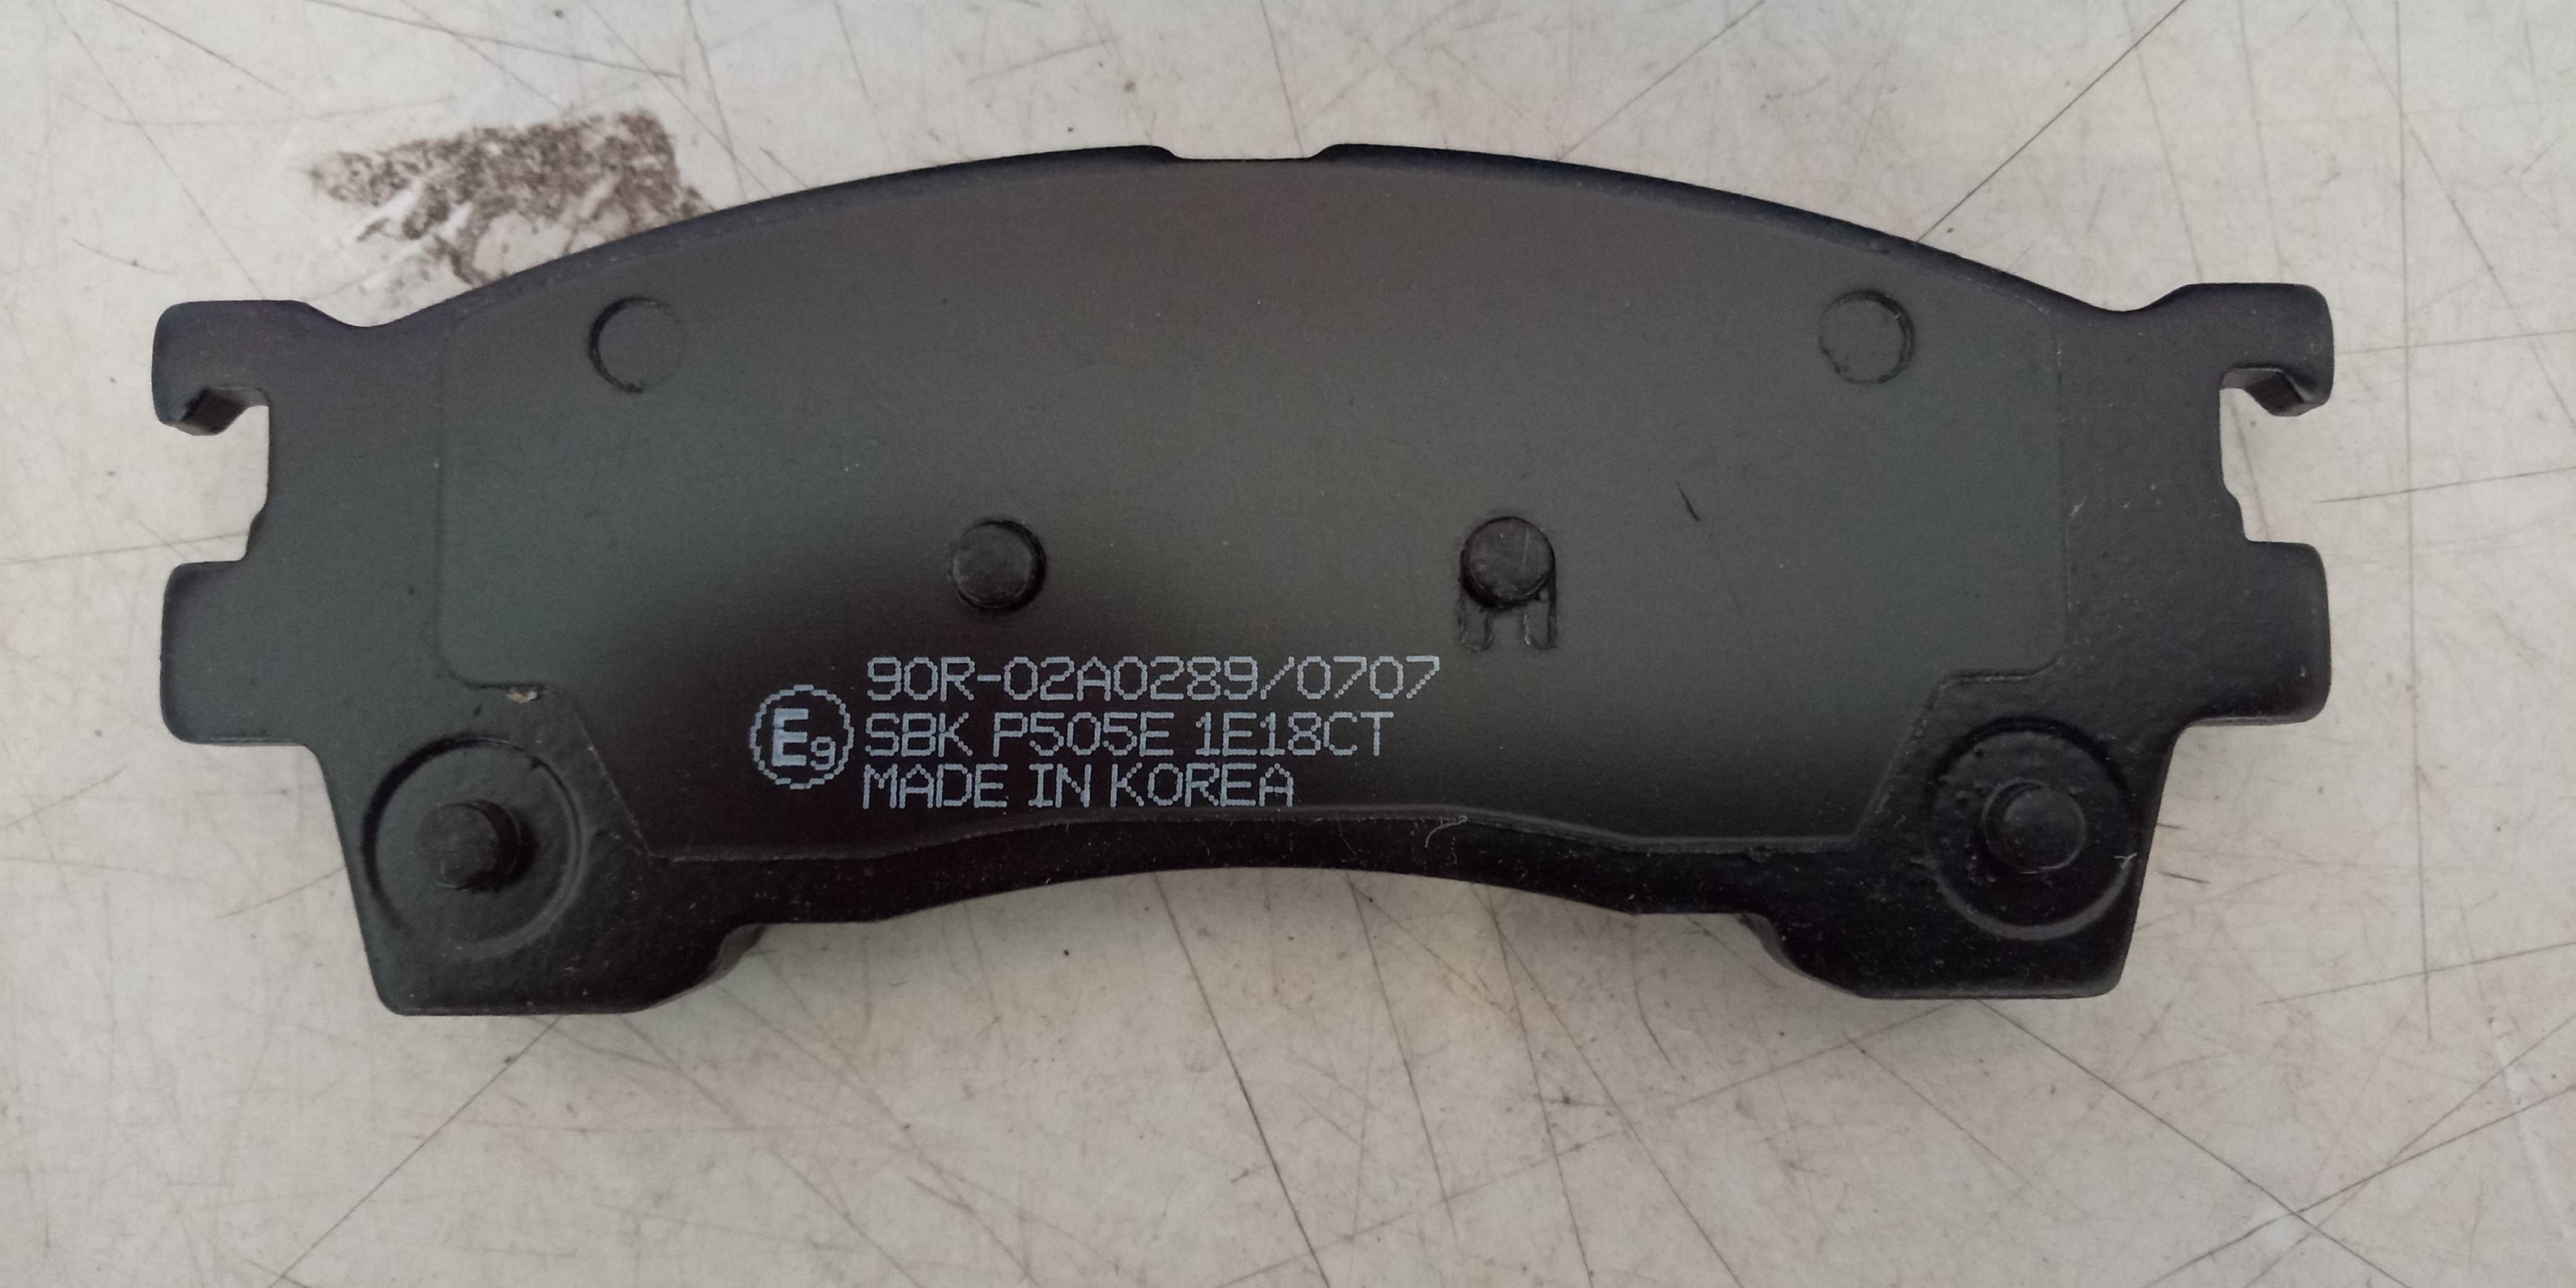 90R-02A0289/0707
E9 SBK P505E 1E18CT
MADE IN KOREA